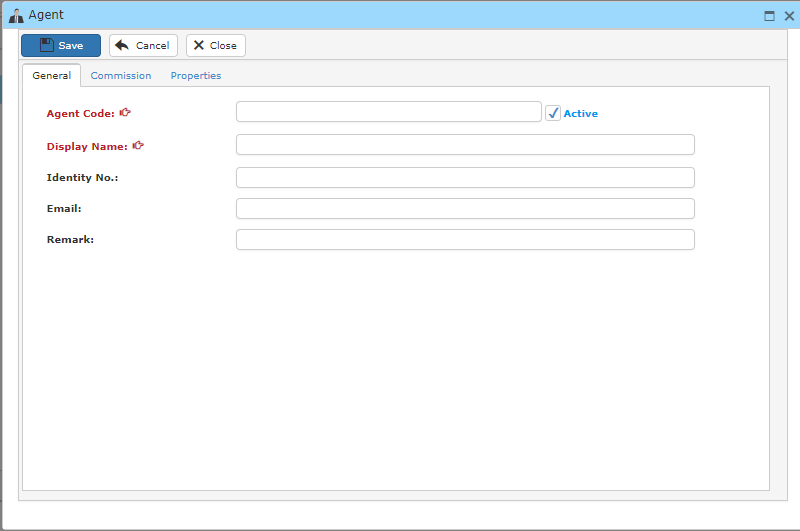 Agent
Save Cancel Close
General Commission Properties
Agent Code: Active
Display Name:
Identity No.:
Email:
Remark: